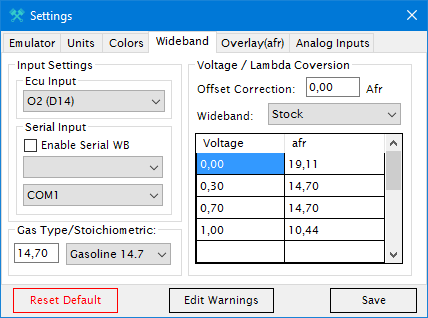 Settings
Emulator Units Colors Wideband Overlay(afr) Analog Inputs
Input Settings
Ecu Input
O2 (D14)
Serial Input
Enable Serial WB
COM1
Gas Type/Stoichiometric:
14,70 Gasoline 14.7
Voltage / Lambda Coversion
Offset Correction: 0,00 Afr
Wideband: Stock
Voltage afr
0,00 19,11
0,30 14,70
0,70 14,70
1,00 10,44
Reset Default Edit Warnings Save